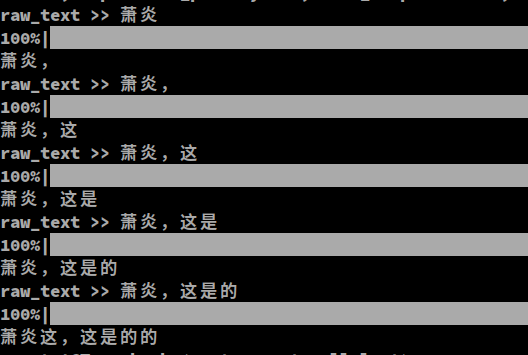 raw_text >> 萧炎
100%|
萧炎，
raw_text >> 萧炎，
100%|
萧炎，这
raw_text >> 萧炎，这
100%|
萧炎，这是
raw_text >> 萧炎，这是
100%|
萧炎，这是的
raw_text >> 萧炎，这是的
100%|
萧炎这，这是的的